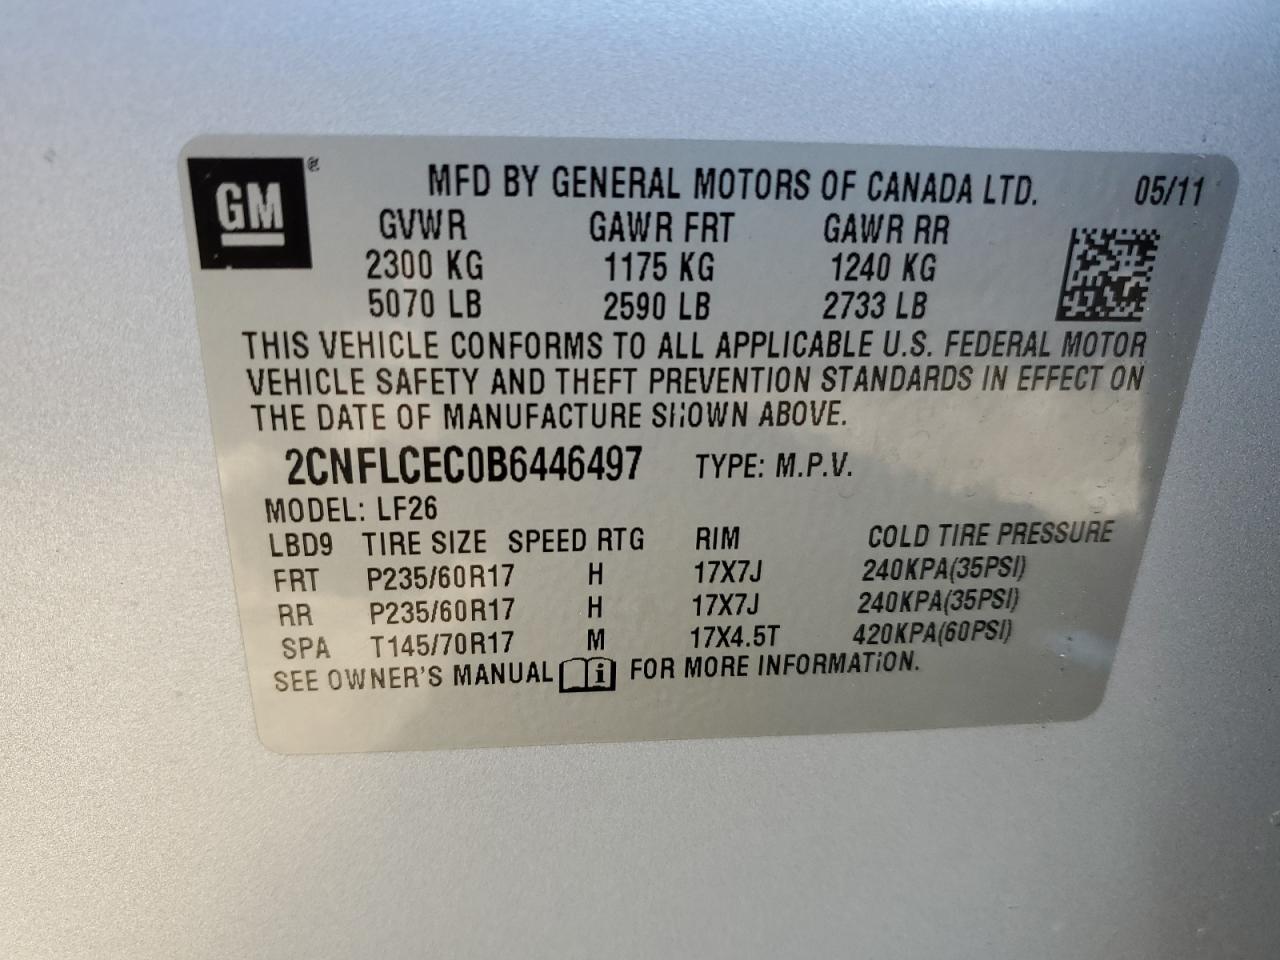 GM ®
MFD BY GENERAL MOTORS OF CANADA LTD. 05/11
GVWR GAWR FRT GAWR RR
2300 KG 1175 KG 1240 KG
5070 LB 2590 LB 2733 LB
THIS VEHICLE CONFORMS TO ALL APPLICABLE U.S. FEDERAL MOTOR
VEHICLE SAFETY AND THEFT PREVENTION STANDARDS IN EFFECT ON
THE DATE OF MANUFACTURE SHOWN ABOVE.
2CNFLCEC0B6446497 TYPE: M.P.V.
MODEL: LF26
LBD9 TIRE SIZE SPEED RTG RIM COLD TIRE PRESSURE
FRT P235/60R17 H 17X7J 240KPA(35PSI)
RR P235/60R17 H 17X7J 240KPA(35PSI)
SPA T145/70R17 M 17X4.5T 420KPA(60PSI)
SEE OWNER'S MANUAL i FOR MORE INFORMATION.